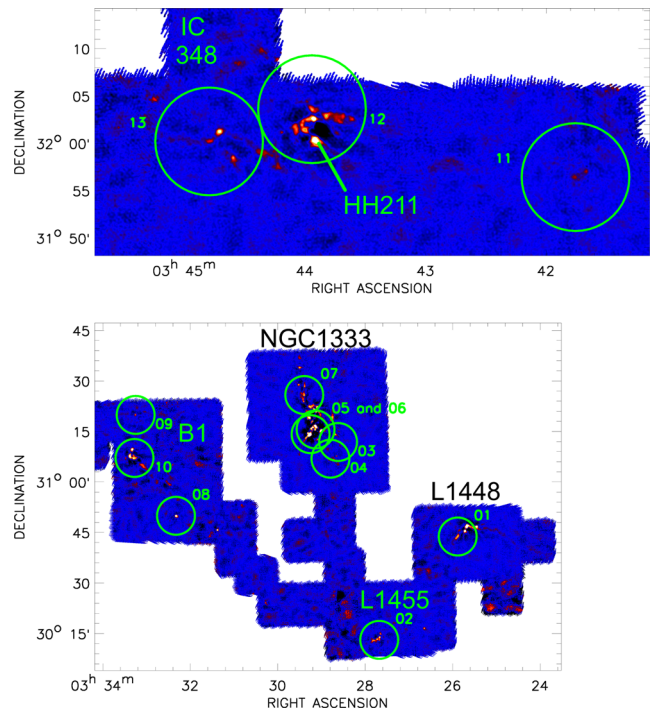 IC
348
10
05
13
12
32° 00'
11
55
HH211
31° 50'
03ʰ 45ᵐ
44
43
42
RIGHT ASCENSION
DECLINATION
NGC1333
45
30
07
05 and 06
09
15
B1
03
10
04
31° 00'
L1448
08
01
45
30
L1455
02
30° 15'
03ʰ 34ᵐ
32
30
28
26
24
RIGHT ASCENSION
DECLINATION